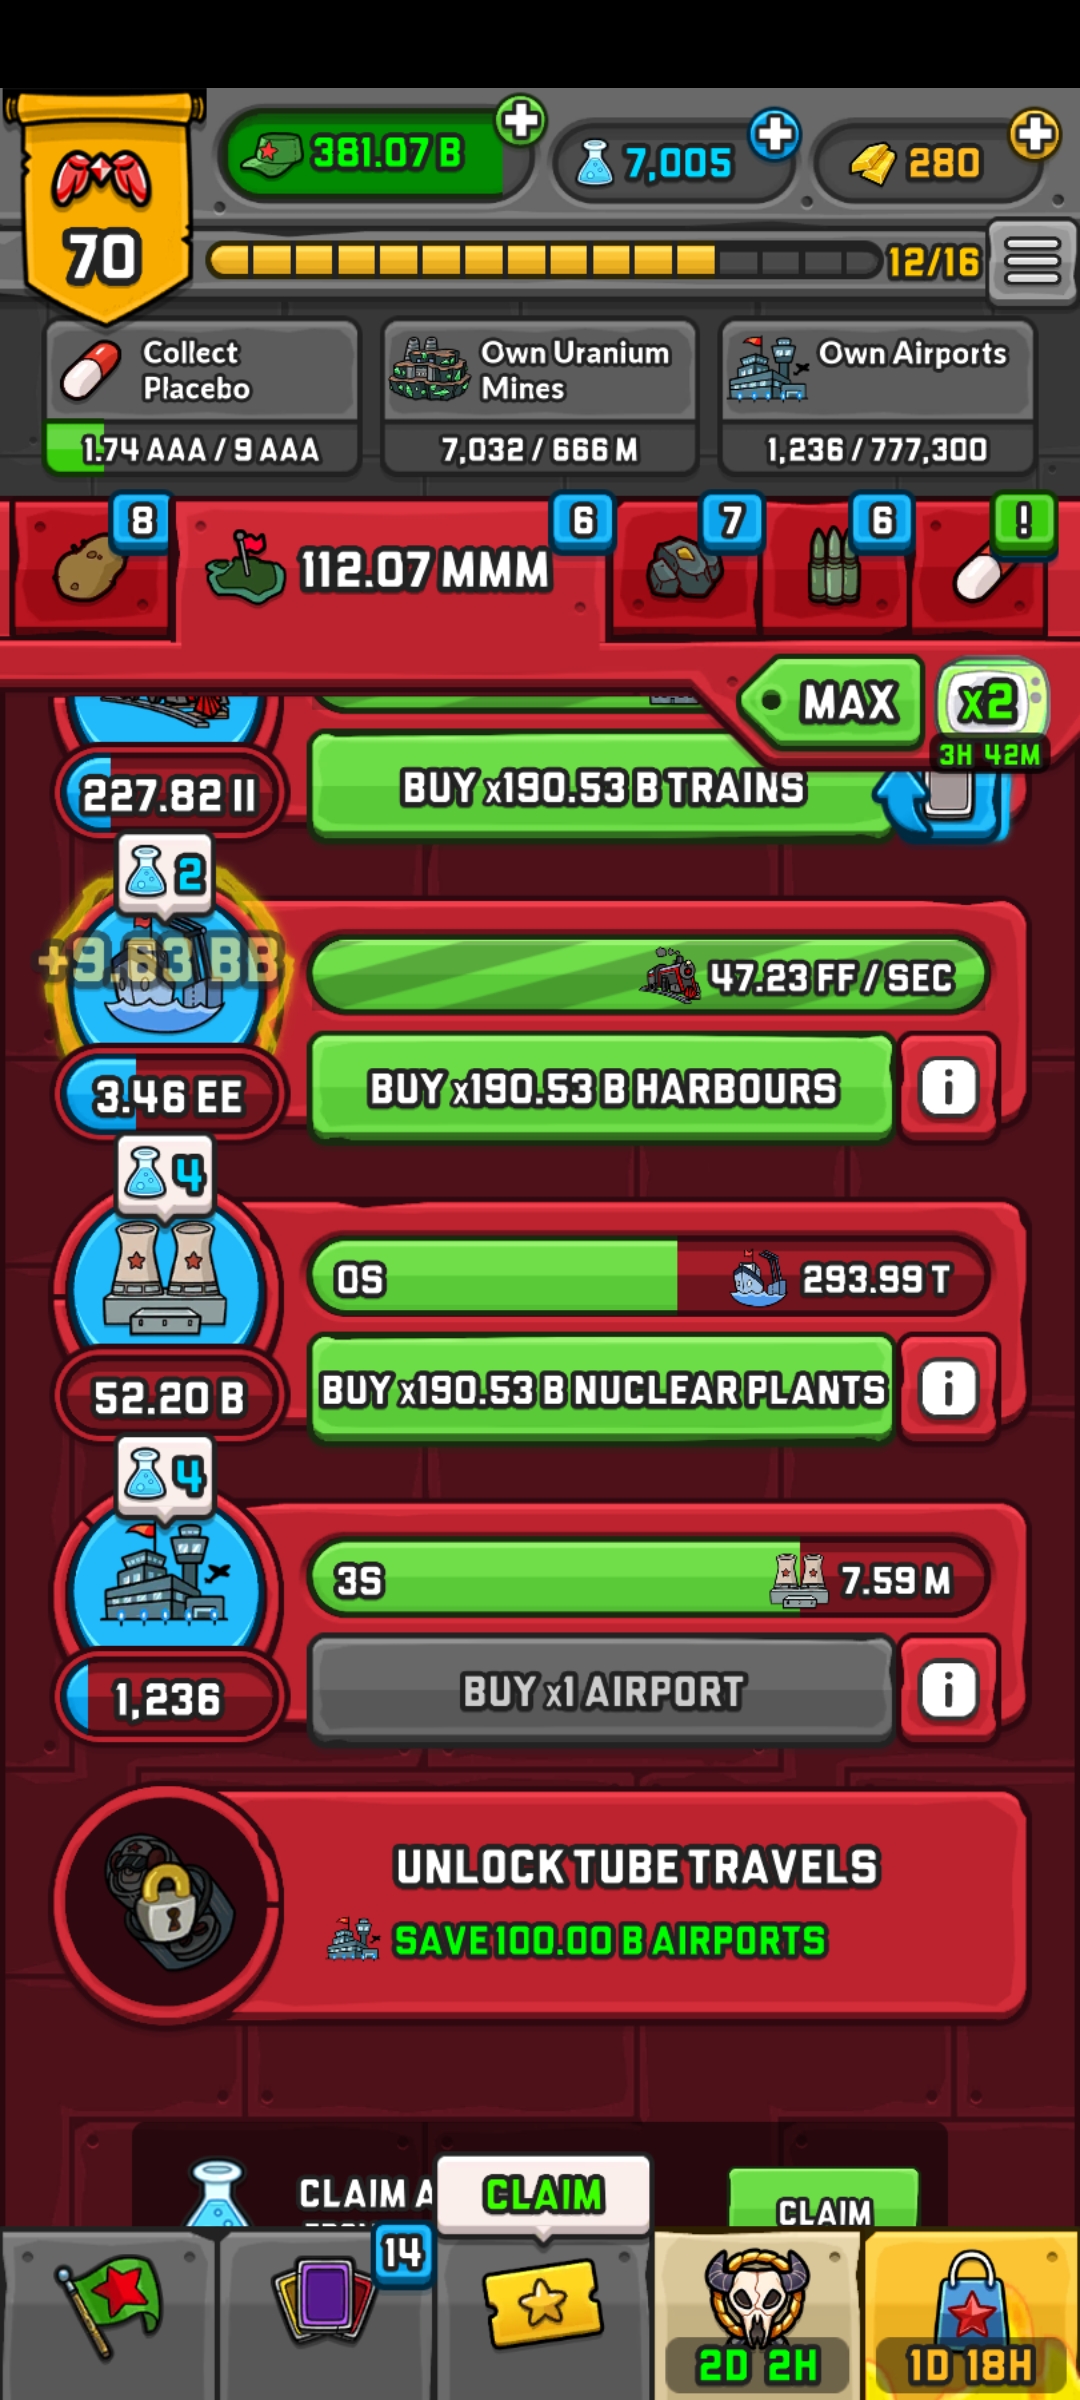 381.07 B
7,005
280
70
12/16
Collect
Placebo
1.74 AAA / 9 AAA
Own Uranium
Mines
7,032 / 666 M
Own Airports
1,236 / 777,300
8
112.07 MMM
6
7
6
!
MAX
x2
3H 42M
227.82 II
BUY x190.53 B TRAINS
2
+9.63 BB
47.23 FF / SEC
3.46 EE
BUY x190.53 B HARBOURS
i
4
0S
293.99 T
52.20 B
BUY x190.53 B NUCLEAR PLANTS
i
4
3S
7.59 M
1,236
BUY x1 AIRPORT
i
UNLOCK TUBE TRAVELS
SAVE 100.00 B AIRPORTS
CLAIM A
CLAIM
CLAIM
14
2D 2H
1D 18H